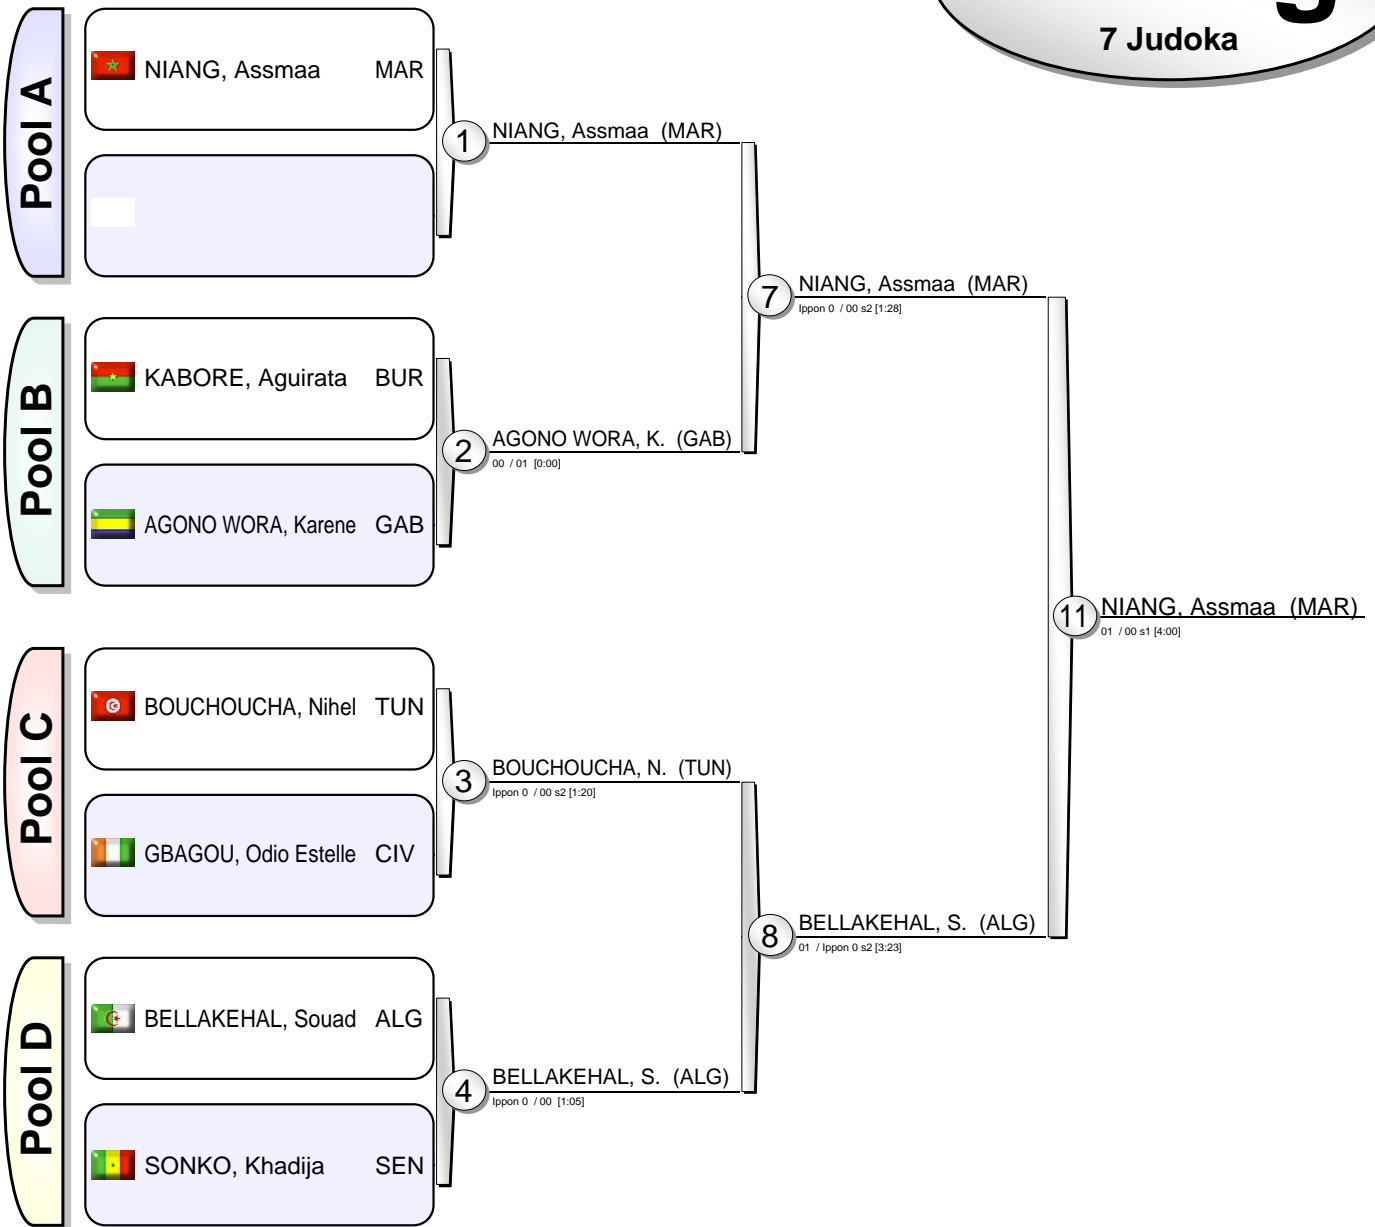 7 Judoka
Pool A
NIANG, Assmaa MAR
1
NIANG, Assmaa (MAR)
7
NIANG, Assmaa (MAR)
Ippon 0 / 00 s2 [1:28]
Pool B
KABORE, Aguirata BUR
2
AGONO WORA, K. (GAB)
00 / 01 [0:00]
AGONO WORA, Karene GAB
11
NIANG, Assmaa (MAR)
01 / 00 s1 [4:00]
Pool C
BOUCHOUCHA, Nihel TUN
3
BOUCHOUCHA, N. (TUN)
Ippon 0 / 00 s2 [1:20]
GBAGOU, Odio Estelle CIV
8
BELLAKEHAL, S. (ALG)
01 / Ippon 0 s2 [3:23]
Pool D
BELLAKEHAL, Souad ALG
4
BELLAKEHAL, S. (ALG)
Ippon 0 / 00 [1:05]
SONKO, Khadija SEN